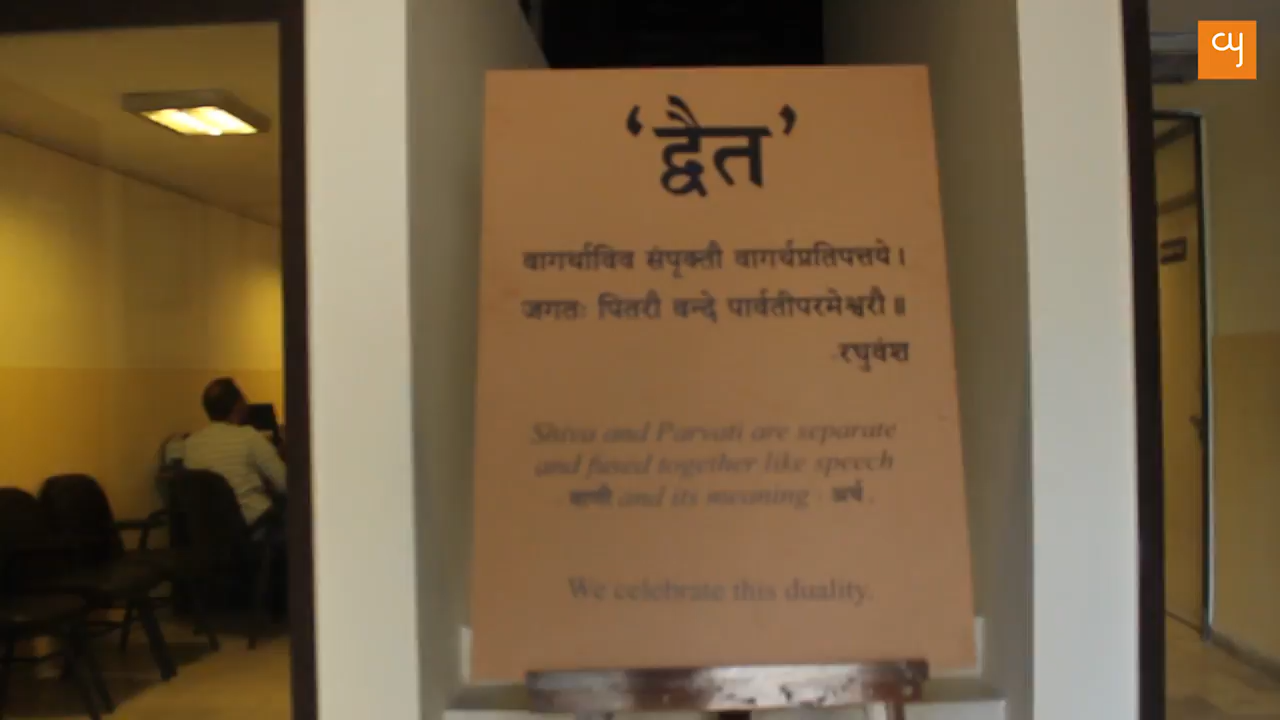 cy
‘द्वैत’
वागर्थाविव संपृक्तौ वागर्थप्रतिपत्तये।
जगतः पितरौ वन्दे पार्वतीपरमेश्वरौ॥
रघुवंश
Shiva and Parvati are separate
and fused together like speech
वाणी and its meaning अर्थ.
We celebrate this duality.